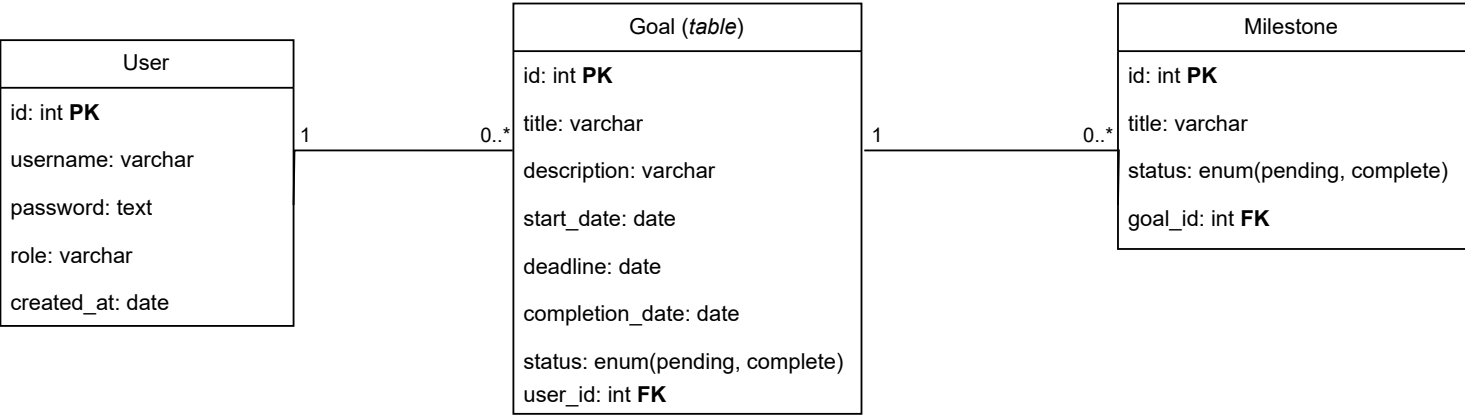 User
id: int PK
username: varchar
password: text
role: varchar
created_at: date
1
0..*
Goal (table)
id: int PK
title: varchar
description: varchar
start_date: date
deadline: date
completion_date: date
status: enum(pending, complete)
user_id: int FK
1
0..*
Milestone
id: int PK
title: varchar
status: enum(pending, complete)
goal_id: int FK